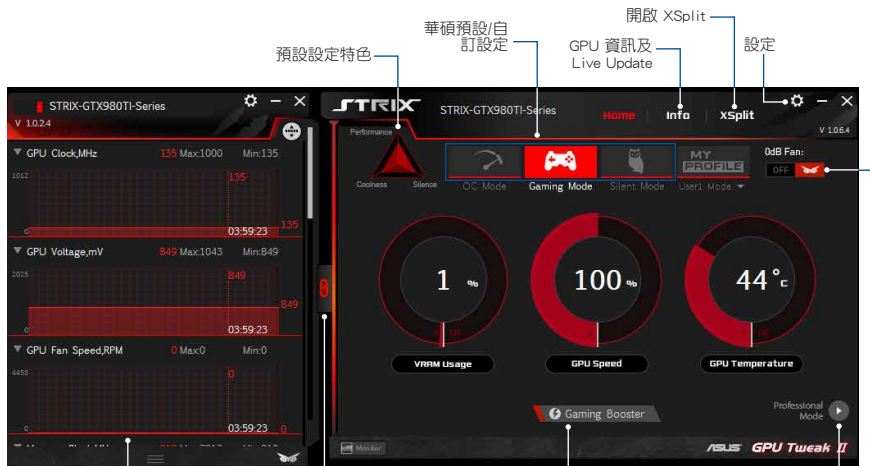 開啟 XSplit
華碩預設/自
訂設定
預設設定特色
GPU 資訊及
Live Update
設定
STRIX-GTX980TI-Series
V 1.0.2.4
GPU Clock,MHz 135 Max:1000 Min:135
1012
135
135
0
03:59:23
GPU Voltage,mV 849 Max:1043 Min:849
2025
849
849
0
03:59:23
GPU Fan Speed,RPM 0 Max:0 Min:0
4455
0
0
0
03:59:23
STRIX
STRIX-GTX980TI-Series
Home Info XSplit
V 1.0.6.4
Performance
Coolness Silence
OC Mode
Gaming Mode
Silent Mode
MY
PROFILE
User1 Mode
0dB Fan:
OFF
1 %
VRAM Usage
100 %
GPU Speed
44°c
GPU Temperature
0
Gaming Booster
Professional
Mode
Monitor
ASUS GPU Tweak II